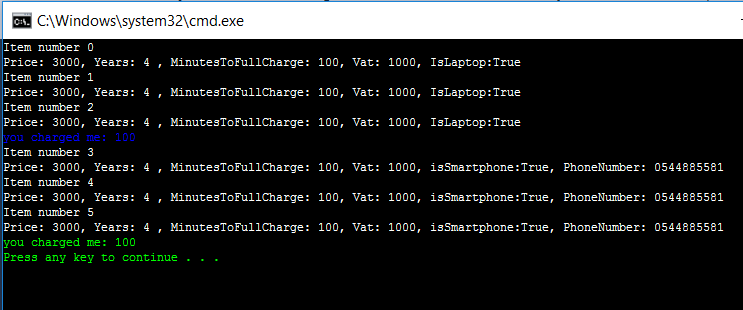 C:\Windows\system32\cmd.exe
Item number 0
Price: 3000, Years: 4 , MinutesToFullCharge: 100, Vat: 1000, IsLaptop:True
Item number 1
Price: 3000, Years: 4 , MinutesToFullCharge: 100, Vat: 1000, IsLaptop:True
Item number 2
Price: 3000, Years: 4 , MinutesToFullCharge: 100, Vat: 1000, IsLaptop:True
you charged me: 100
Item number 3
Price: 3000, Years: 4 , MinutesToFullCharge: 100, Vat: 1000, isSmartphone:True, PhoneNumber: 0544885581
Item number 4
Price: 3000, Years: 4 , MinutesToFullCharge: 100, Vat: 1000, isSmartphone:True, PhoneNumber: 0544885581
Item number 5
Price: 3000, Years: 4 , MinutesToFullCharge: 100, Vat: 1000, isSmartphone:True, PhoneNumber: 0544885581
you charged me: 100
Press any key to continue . . .